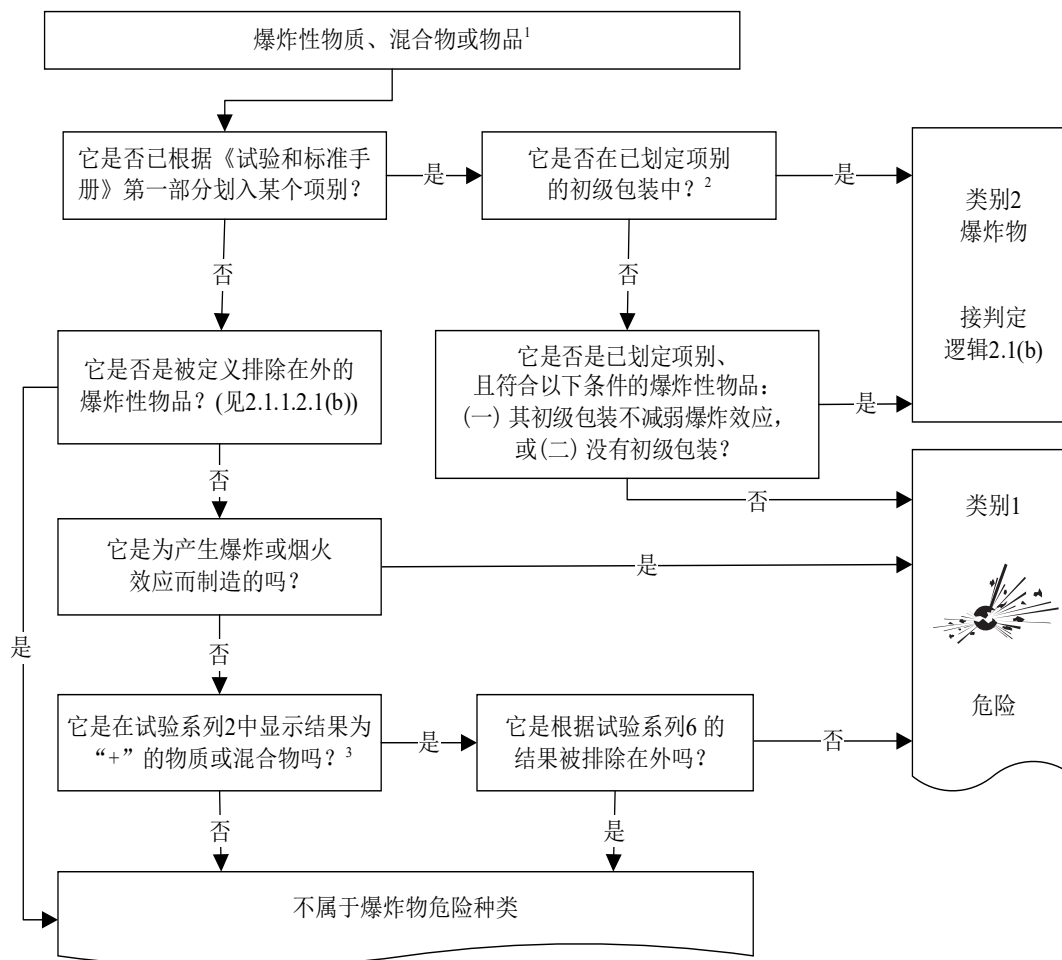 爆炸性物质、混合物或物品¹
它是否已根据《试验和标准手
册》第一部分划入某个项别？
是
它是否在已划定项别
的初级包装中？²
是
类别2
爆炸物
接判定
逻辑2.1(b)
否
否
它是否是被定义排除在外的
爆炸性物品？(见2.1.1.2.1(b))
它是否是已划定项别、
且符合以下条件的爆炸性物品：
(一) 其初级包装不减弱爆炸效应，
或(二) 没有初级包装？
是
否
否
类别1
危险
它是为产生爆炸或烟火
效应而制造的吗？
是
是
否
它是在试验系列2中显示结果为
“+”的物质或混合物吗？³
是
它是根据试验系列6 的
结果被排除在外吗？
否
否
是
不属于爆炸物危险种类